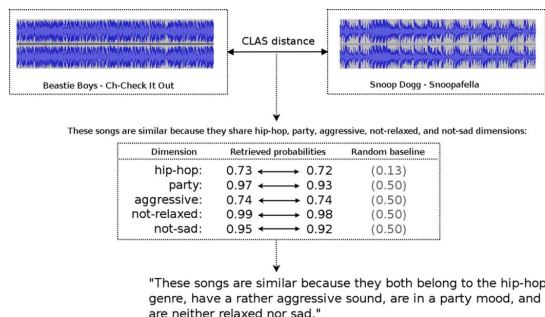 CLAS distance
Beastie Boys - Ch-Check It Out
Snoop Dogg - Snoopafella
These songs are similar because they share hip-hop, party, aggressive, not-relaxed, and not-sad dimensions:
Dimension Retrieved probabilities Random baseline
hip-hop: 0.73 0.72 (0.13)
party: 0.97 0.93 (0.50)
aggressive: 0.74 0.74 (0.50)
not-relaxed: 0.99 0.98 (0.50)
not-sad: 0.95 0.92 (0.50)
"These songs are similar because they both belong to the hip-hop
genre, have a rather aggressive sound, are in a party mood, and
are neither relaxed nor sad."